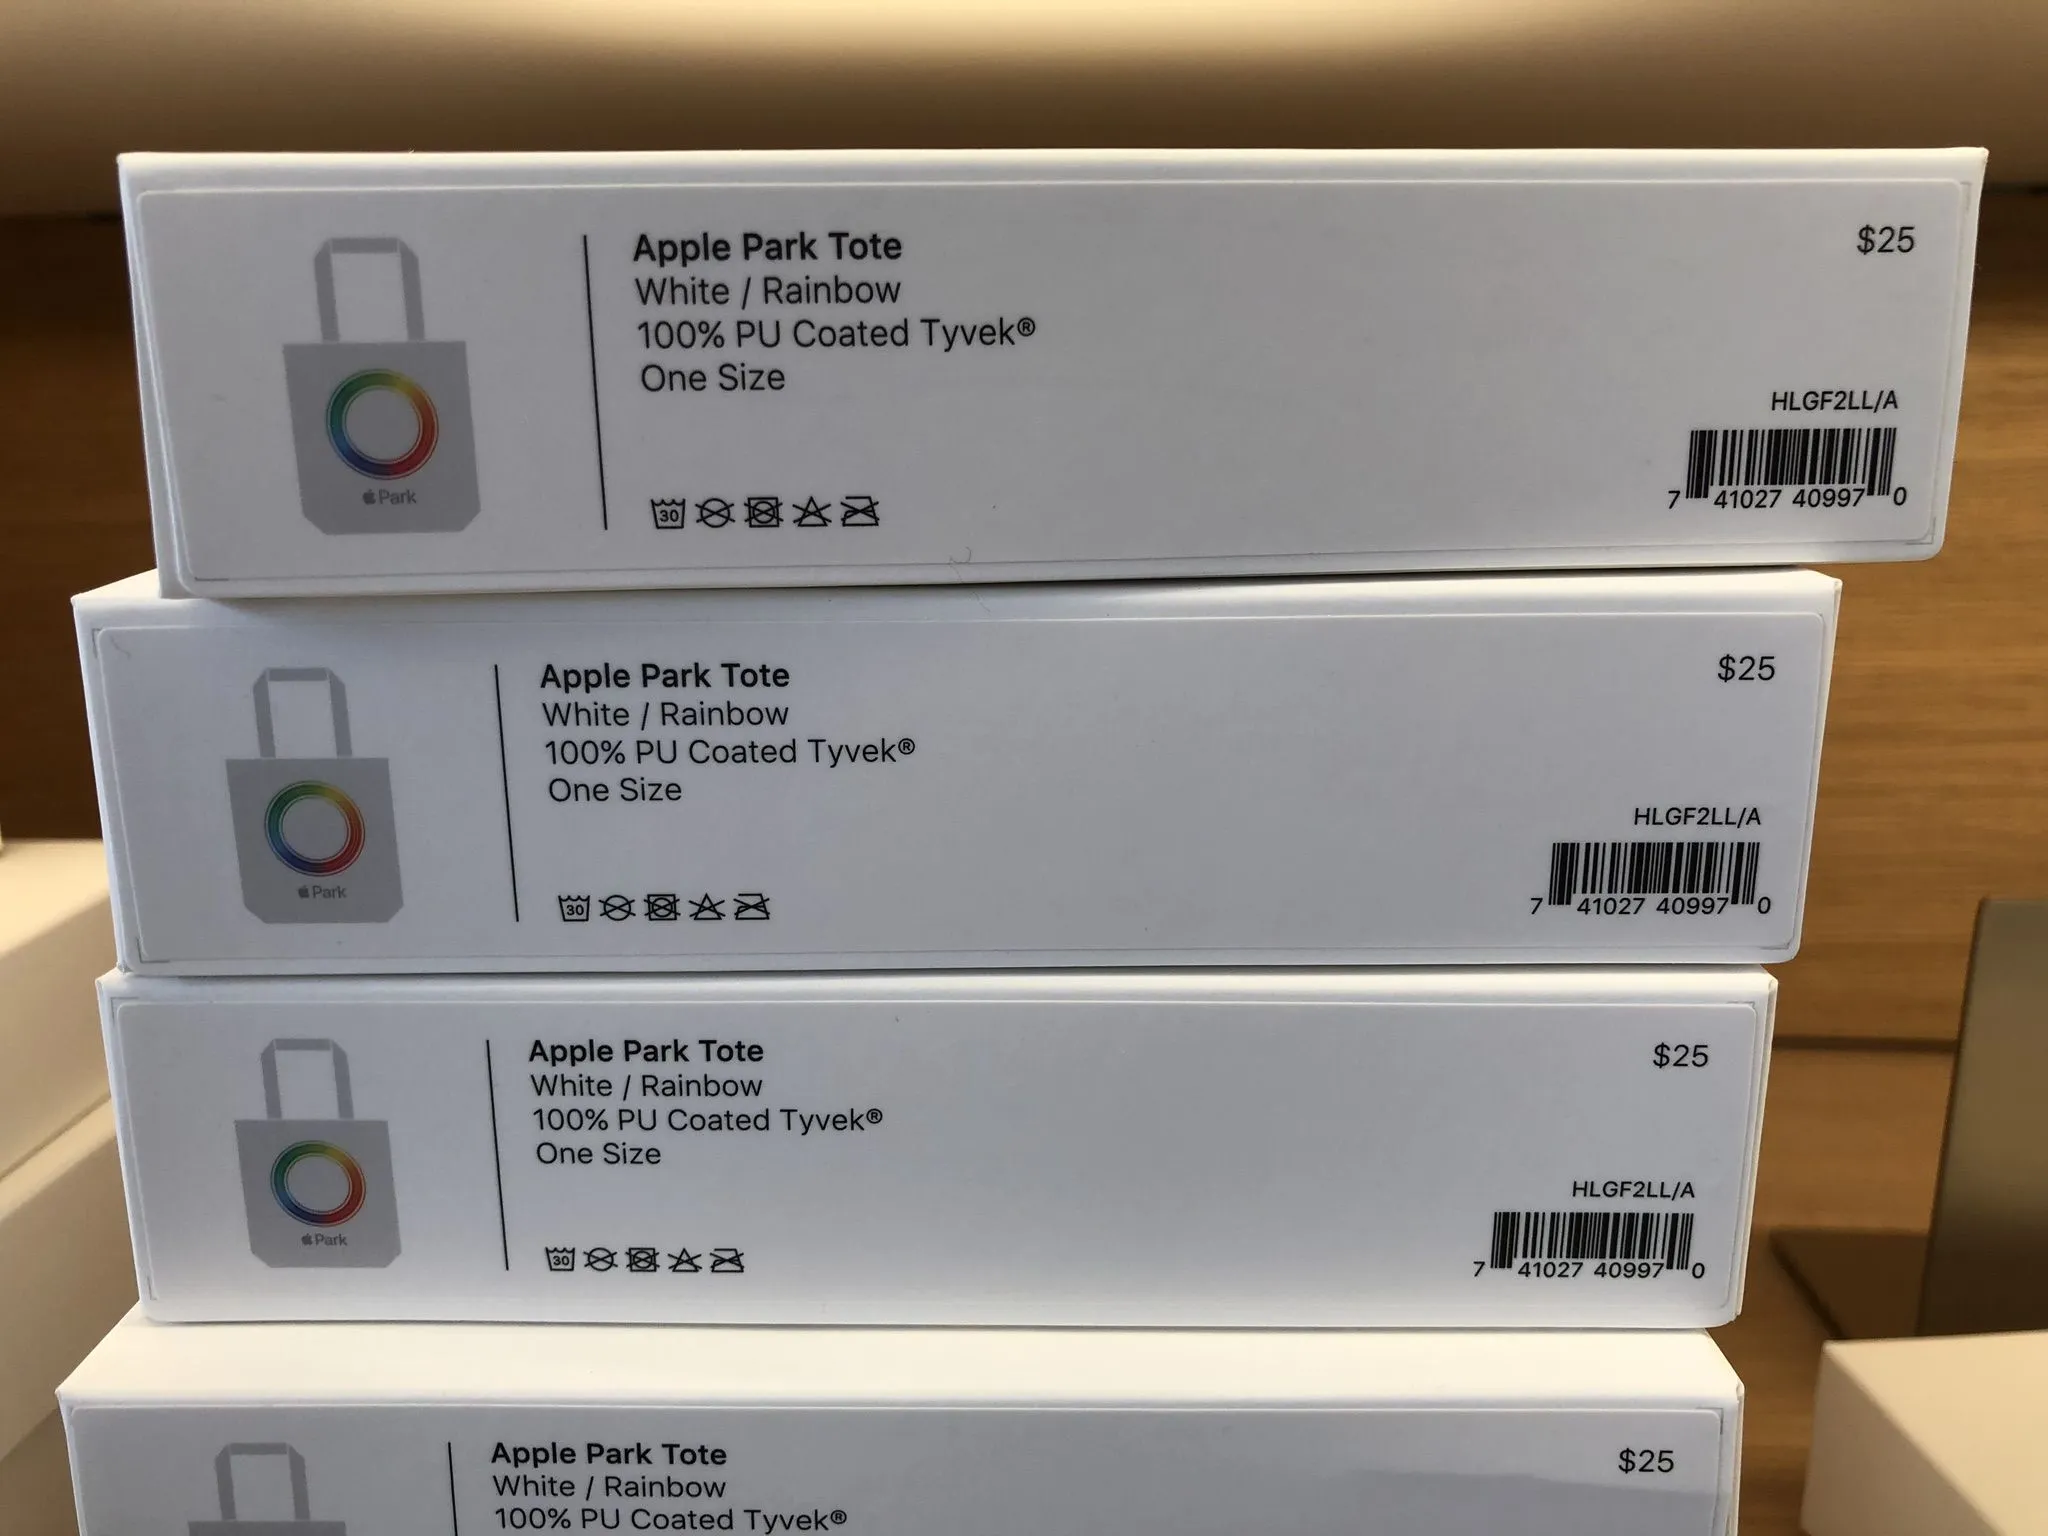 Apple Park Tote
White / Rainbow
100% PU Coated Tyvek®
One Size
$25
HLGF2LL/A
7 41027 40997 0
30
Park
Apple Park Tote
White / Rainbow
100% PU Coated Tyvek®
One Size
$25
HLGF2LL/A
7 41027 40997 0
30
Park
Apple Park Tote
White / Rainbow
100% PU Coated Tyvek®
One Size
$25
HLGF2LL/A
7 41027 40997 0
30
Park
Apple Park Tote
White / Rainbow
100% PU Coated Tyvek®
$25